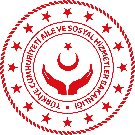 TÜRKİYE CUMHURİYETİ AİLE VE SOSYAL HİZMETLER BAKANLIĞI